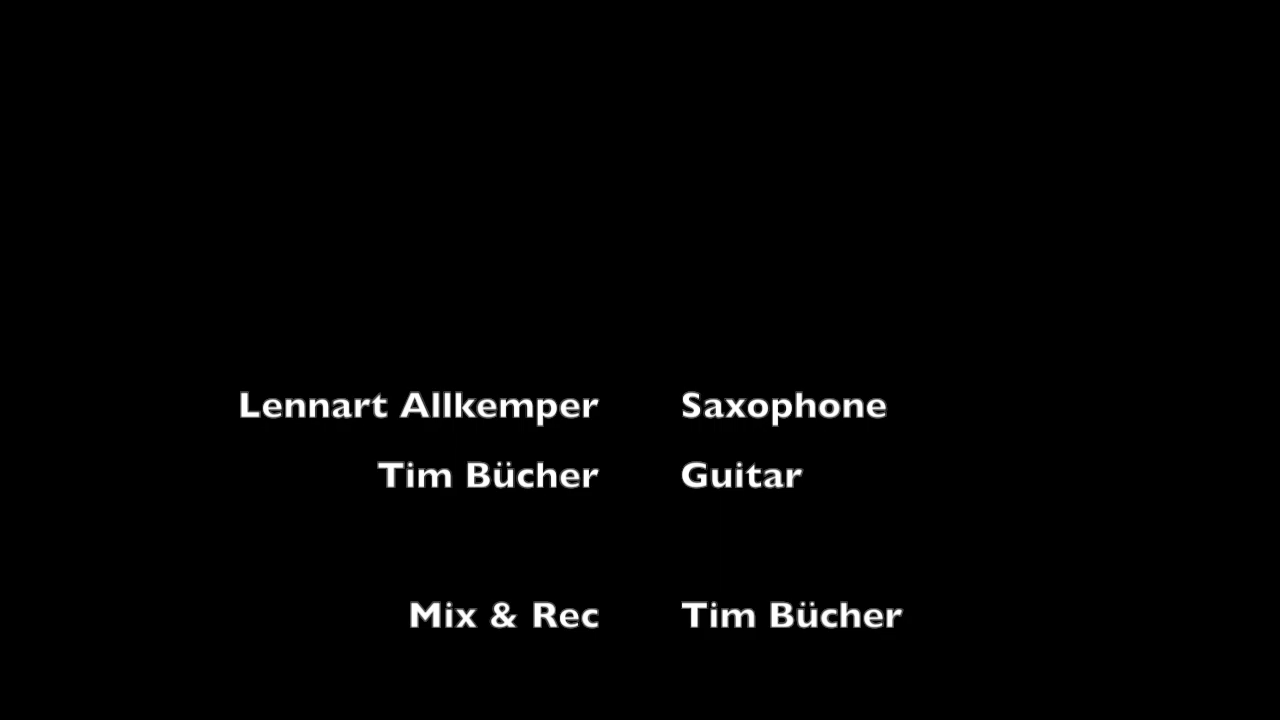 Lennart Allkemper Saxophone
Tim Bücher Guitar
Mix & Rec Tim Bücher